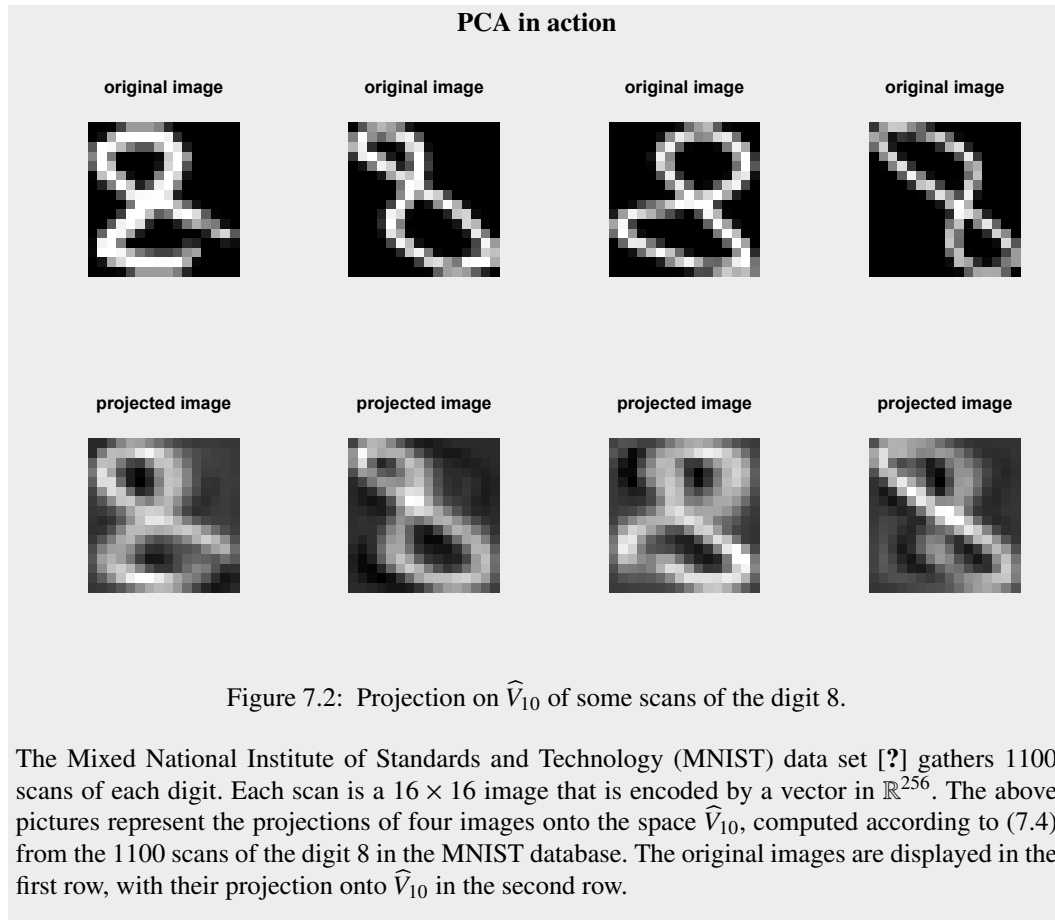 PCA in action
original image original image original image original image
projected image projected image projected image projected image
Figure 7.2: Projection on V̂₁₀ of some scans of the digit 8.
The Mixed National Institute of Standards and Technology (MNIST) data set [?] gathers 1100
scans of each digit. Each scan is a 16 × 16 image that is encoded by a vector in ℝ²⁵⁶. The above
pictures represent the projections of four images onto the space V̂₁₀, computed according to (7.4)
from the 1100 scans of the digit 8 in the MNIST database. The original images are displayed in the
first row, with their projection onto V̂₁₀ in the second row.